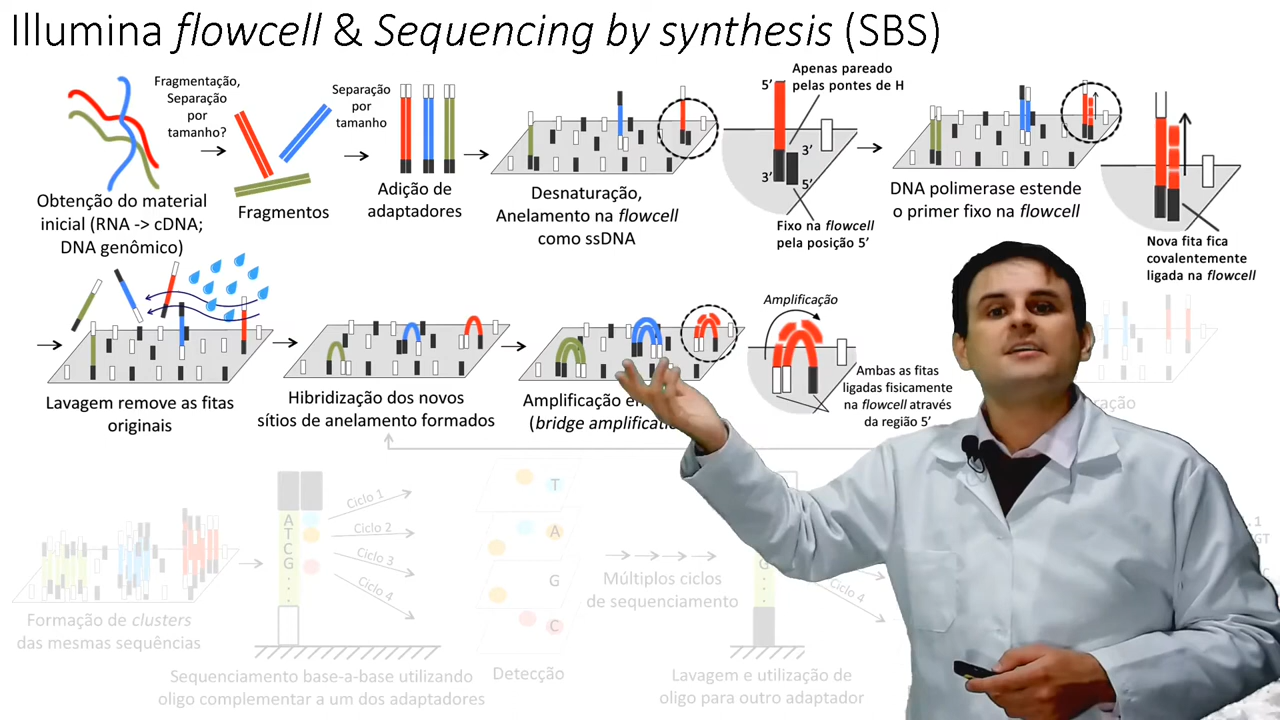 Illumina flowcell & Sequencing by synthesis (SBS)
Fragmentação,
Separação
por
tamanho?
Separação
por
tamanho
Obtenção do material
inicial (RNA -> cDNA;
DNA genômico)
Fragmentos
Adição de
adaptadores
Desnaturação,
Anelamento na flowcell
como ssDNA
5'
Apenas pareado
pelas pontes de H
3'
3'
5'
Fixo na flowcell
pela posição 5'
DNA polimerase estende
o primer fixo na flowcell
Nova fita fica
covalentemente
ligada na flowcell
Lavagem remove as fitas
originais
Hibridização dos novos
sítios de anelamento formados
Amplificação
(bridge
Amplificação
Ambas as fitas
ligadas fisicamente
na flowcell através
da região 5'
Formação de clusters
das mesmas sequências
A
T
C
G
.
.
.
Ciclo 1
Ciclo 2
Ciclo 3
Ciclo 4
Sequenciamento base-a-base utilizando
oligo complementar a um dos adaptadores
T
A
G
C
Detecção
Múltiplos ciclos
de sequenciamento
G
.
.
.
Ciclo 4
Lavagem e utilização de
oligo para outro adaptador